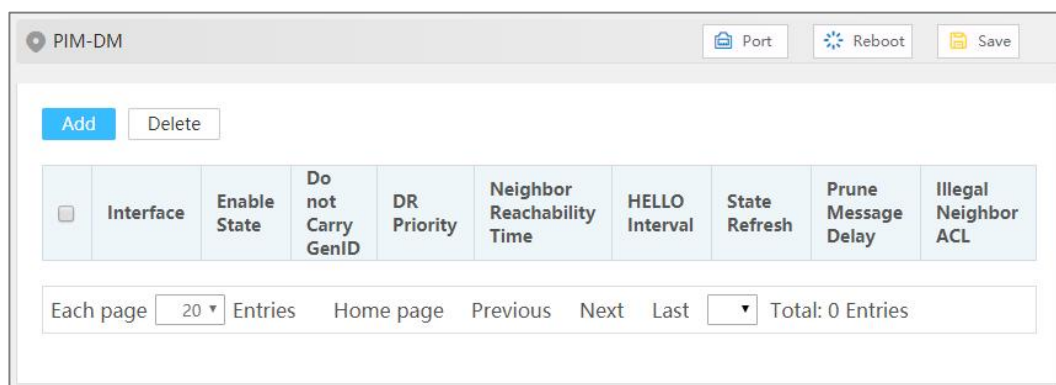 PIM-DM
Port
Reboot
Save
Add
Delete
Interface
Enable
State
Do
not
Carry
GenID
DR
Priority
Neighbor
Reachability
Time
HELLO
Interval
State
Refresh
Prune
Message
Delay
Illegal
Neighbor
ACL
Each page 20 Entries Home page Previous Next Last Total: 0 Entries